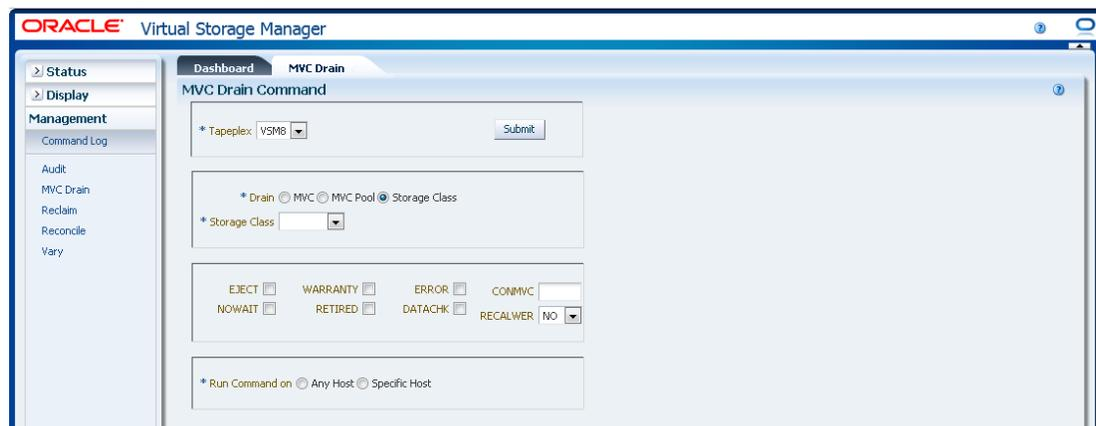 ORACLE Virtual Storage Manager
Status
Display
Management
Command Log
Audit
MVC Drain
Reclaim
Reconcile
Vary
Dashboard MVC Drain
MVC Drain Command
* Tapeplex VSM8 Submit
* Drain MVC MVC Pool Storage Class
* Storage Class
EJECT WARRANTY ERROR CONMVC
NOWAIT RETIRED DATACHK RECALWER NO
* Run Command on Any Host Specific Host